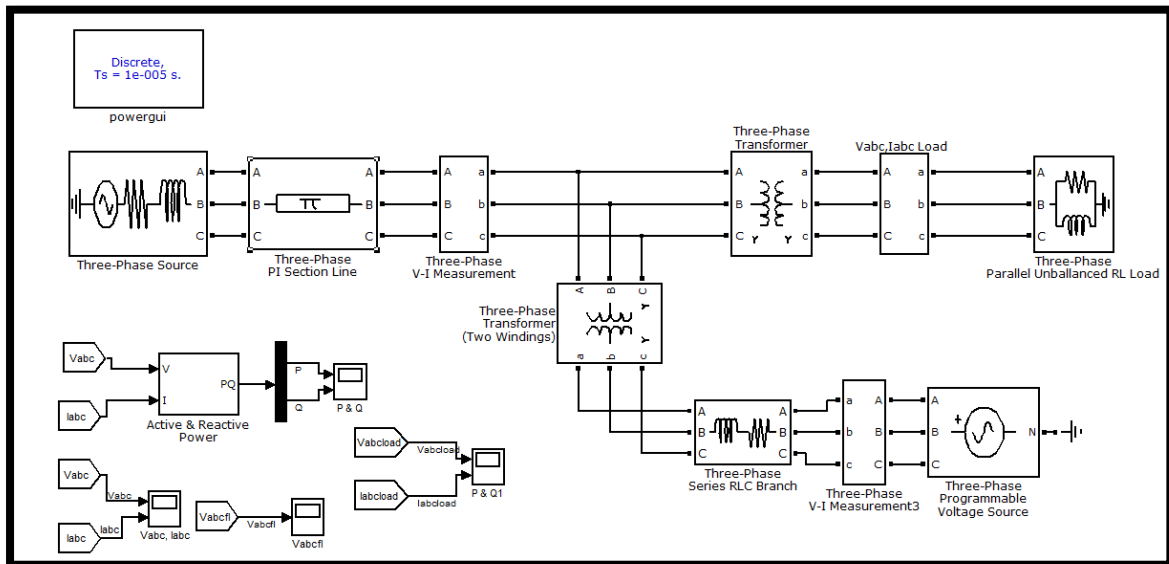 Discrete,
Ts = 1e-005 s.
powergui
A
B
C
Three-Phase Source
A
B
C
π
A
B
C
Three-Phase
PI Section Line
A
B
C
a
b
c
Three-Phase
V-I Measurement
Three-Phase
Transformer
A
B
C
a
b
c
Y
Y
Vabc,Iabc Load
A
B
C
a
b
c
A
B
C
Three-Phase
Parallel Unballanced RL Load
Three-Phase
Transformer
(Two Windings)
A
B
C
Y
Y
a
b
c
A
B
C
A
B
C
Three-Phase
Series RLC Branch
a
b
c
A
B
C
Three-Phase
V-I Measurement3
A
B
C
+
N
Three-Phase
Programmable
Voltage Source
Vabc
Iabc
V
I
PQ
Active & Reactive
Power
P
Q
P & Q
Vabcload
Vabcload
Iabcload
Iabcload
P & Q1
Vabc
Vabc
Iabc
Iabc
Vabc, Iabc
Vabcfl
Vabcfl
Vabcfl